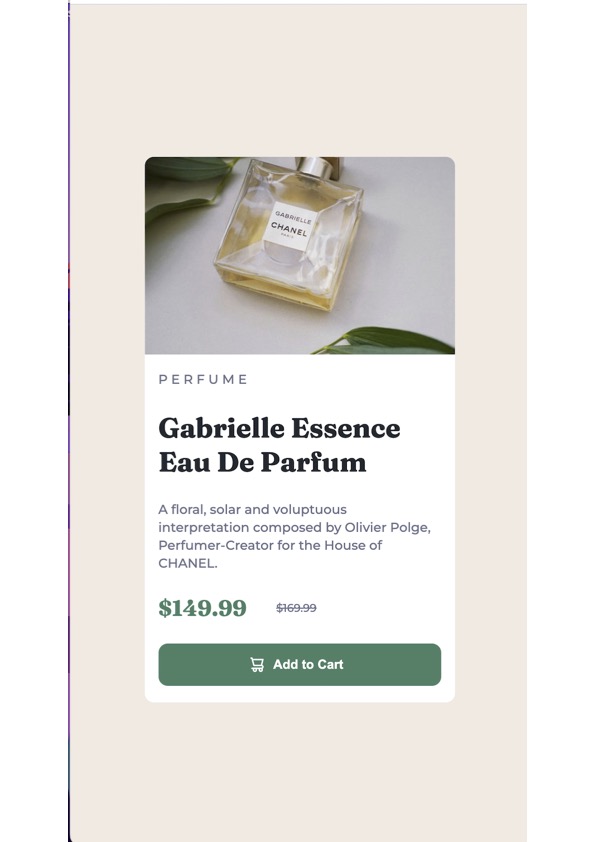 GABRIELLE
CHANEL
PARIS
PERFUME
Gabrielle Essence
Eau De Parfum
A floral, solar and voluptuous
interpretation composed by Olivier Polge,
Perfumer-Creator for the House of
CHANEL.
$149.99 $169.99
Add to Cart